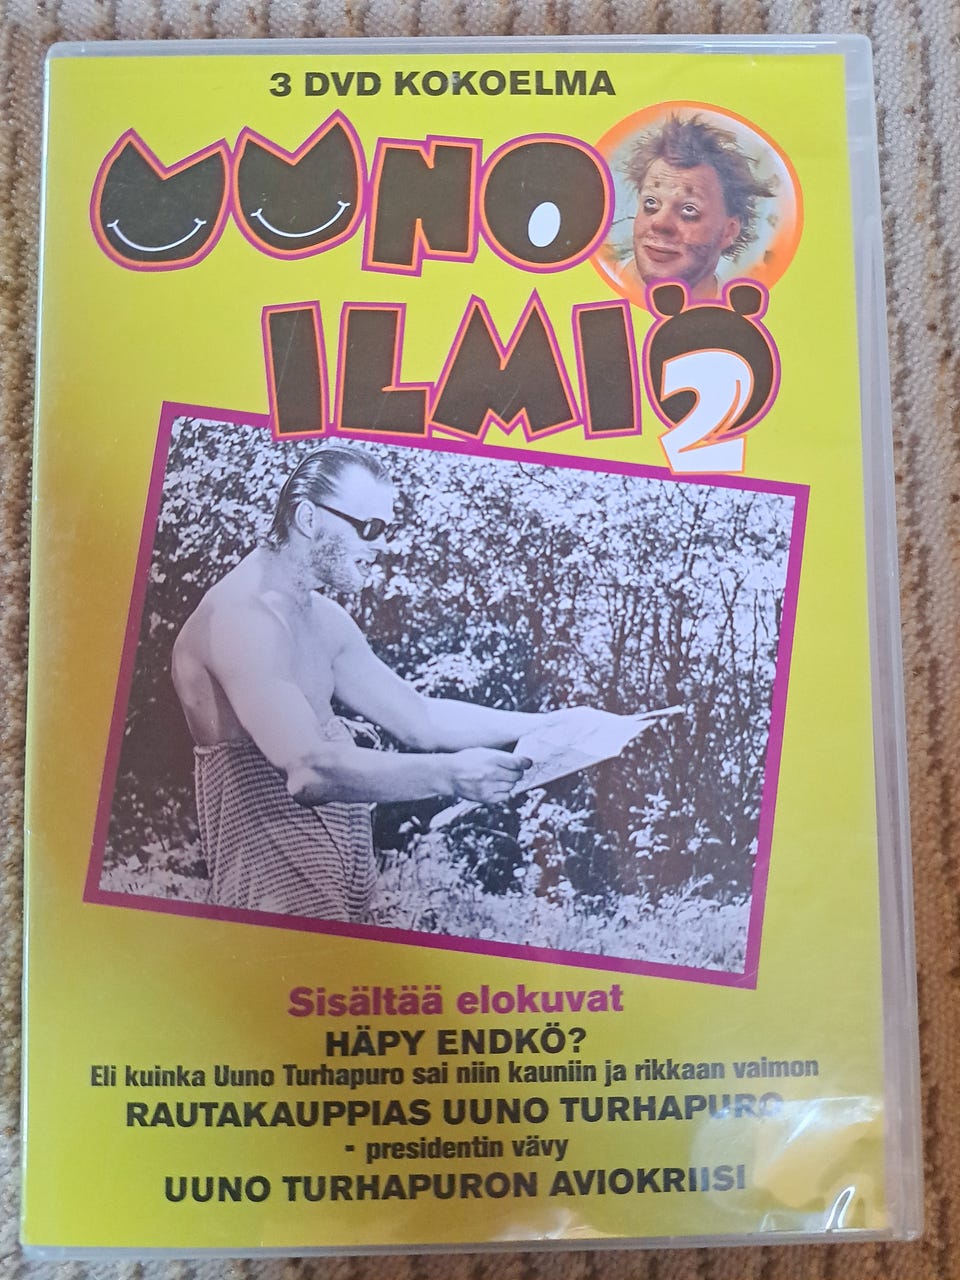 3 DVD KOKOELMA
UUNO
ILMIÖ
2
Sisältää elokuvat
HÄPY ENDKÖ?
Eli kuinka Uuno Turhapuro sai niin kauniin ja rikkaan vaimon
RAUTAKAUPPIAS UUNO TURHAPURO
- presidentin vävy
UUNO TURHAPURON AVIOKRIISI